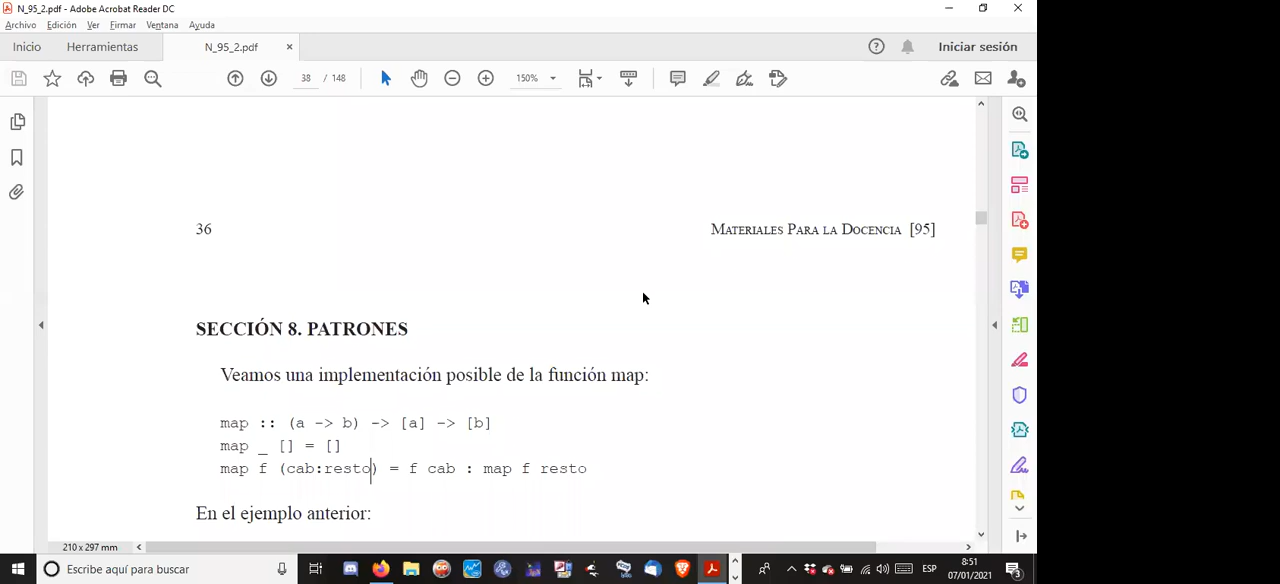 N_95_2.pdf - Adobe Acrobat Reader DC
Archivo Edición Ver Firmar Ventana Ayuda
Inicio Herramientas N_95_2.pdf × Iniciar sesión
38 / 148 150%
36 MATERIALES PARA LA DOCENCIA [95]
SECCIÓN 8. PATRONES
Veamos una implementación posible de la función map:
map :: (a -> b) -> [a] -> [b]
map _ [] = []
map f (cab:resto) = f cab : map f resto
En el ejemplo anterior:
210 x 297 mm
Escribe aquí para buscar
ESP
8:51
07/01/2021
3